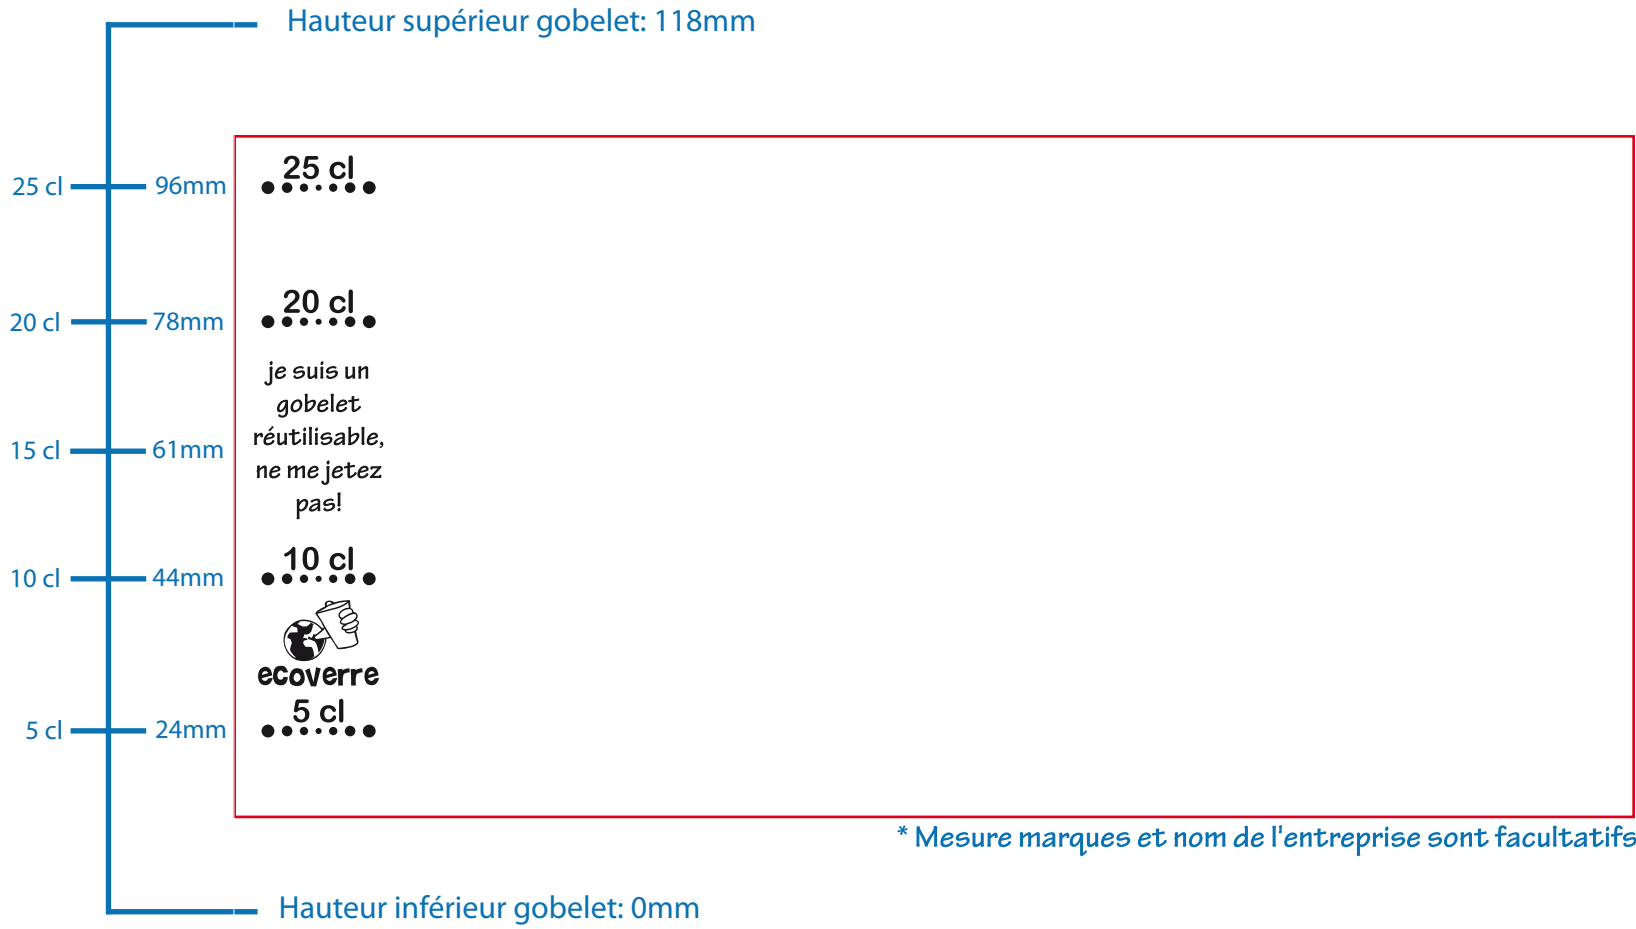 Hauteur supérieur gobelet: 118mm
25 cl
25 cl 96mm
20 cl
20 cl 78mm
je suis un
gobelet
réutilisable,
15 cl 61mm
ne me jetez
pas!
10 cl
10 cl 44mm
ecoverre
5 cl
5 cl 24mm
* Mesure marques et nom de l'entreprise sont facultatifs
Hauteur inférieur gobelet: 0mm